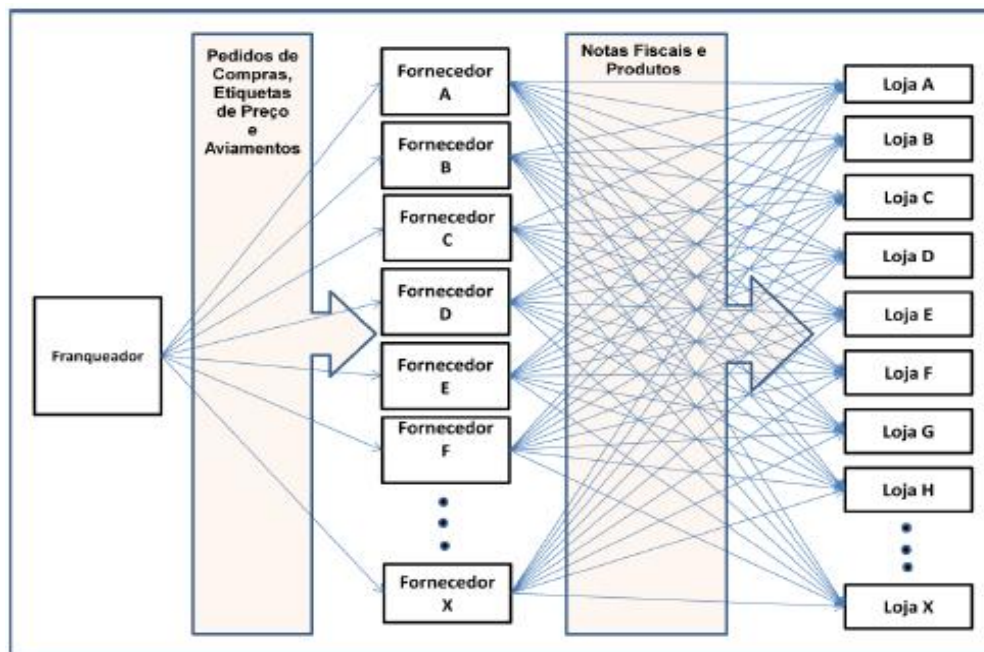 Pedidos de
Compras,
Etiquetas
de Preço
e
Aviamentos
Franqueador
Fornecedor
A
Fornecedor
B
Fornecedor
C
Fornecedor
D
Fornecedor
E
Fornecedor
F
Fornecedor
X
Notas Fiscais e
Produtos
Loja A
Loja B
Loja C
Loja D
Loja E
Loja F
Loja G
Loja H
Loja X